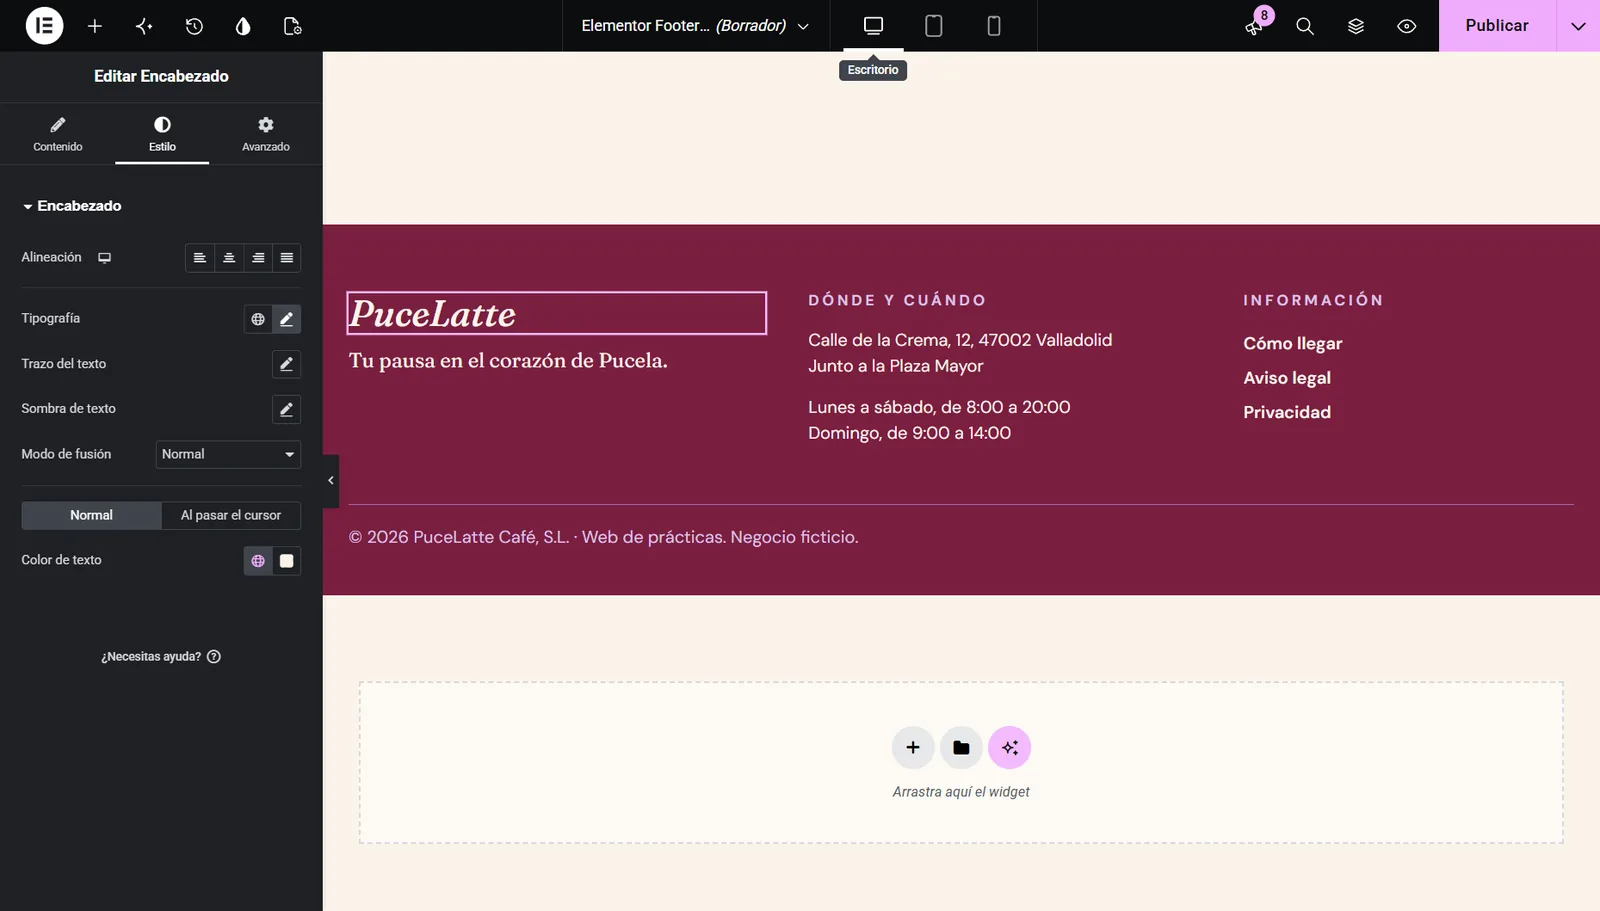 Elementor Footer... (Borrador)
8
Publicar
Escritorio
Editar Encabezado
Contenido
Estilo
Avanzado
Encabezado
Alineación
Tipografía
Trazo del texto
Sombra de texto
Modo de fusión
Normal
Normal
Al pasar el cursor
Color de texto
¿Necesitas ayuda?
PuceLatte
Tu pausa en el corazón de Pucela.
DÓNDE Y CUÁNDO
Calle de la Crema, 12, 47002 Valladolid
Junto a la Plaza Mayor
Lunes a sábado, de 8:00 a 20:00
Domingo, de 9:00 a 14:00
INFORMACIÓN
Cómo llegar
Aviso legal
Privacidad
© 2026 PuceLatte Café, S.L. · Web de prácticas. Negocio ficticio.
Arrastra aquí el widget